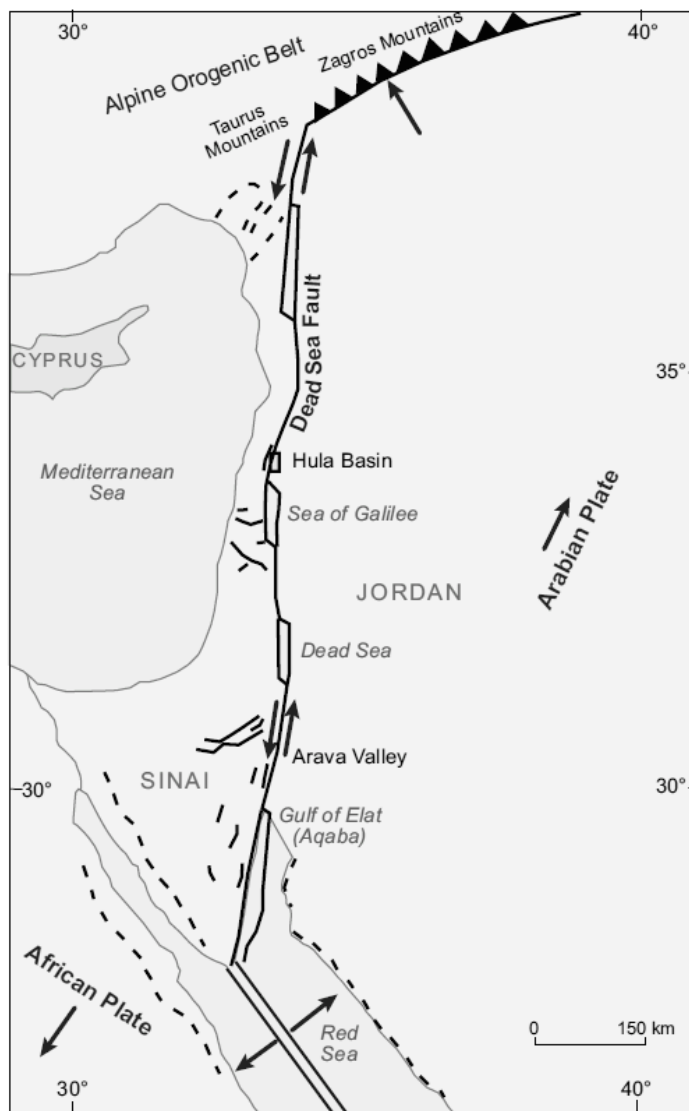 30°
40°
Alpine Orogenic Belt
Zagros Mountains
Taurus
Mountains
Dead Sea Fault
CYPRUS
35°
Mediterranean
Sea
Hula Basin
Sea of Galilee
Arabian Plate
JORDAN
Dead Sea
Arava Valley
SINAI
30°
30°
Gulf of Elat
(Aqaba)
African Plate
Red
Sea
0 150 km
30°
40°